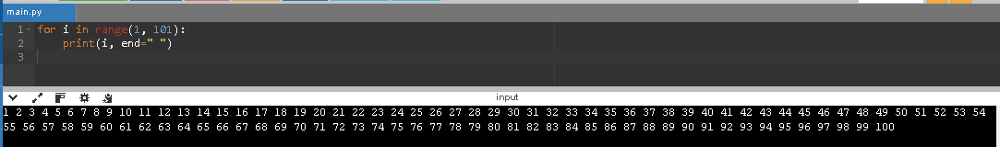 main.py
1 for i in range(1, 101):
2     print(i, end=" ")
3
input
1 2 3 4 5 6 7 8 9 10 11 12 13 14 15 16 17 18 19 20 21 22 23 24 25 26 27 28 29 30 31 32 33 34 35 36 37 38 39 40 41 42 43 44 45 46 47 48 49 50 51 52 53 54
55 56 57 58 59 60 61 62 63 64 65 66 67 68 69 70 71 72 73 74 75 76 77 78 79 80 81 82 83 84 85 86 87 88 89 90 91 92 93 94 95 96 97 98 99 100